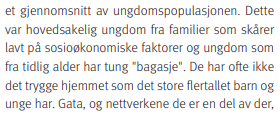 et gjennomsnitt av ungdomspopulasjonen. Dette
var hovedsakelig ungdom fra familier som skårer
lavt på sosioøkonomiske faktorer og ungdom som
fra tidlig alder har tung "bagasje". De har ofte ikke
det trygge hjemmet som det store flertallet barn og
unge har. Gata, og nettverkene de er en del av der,